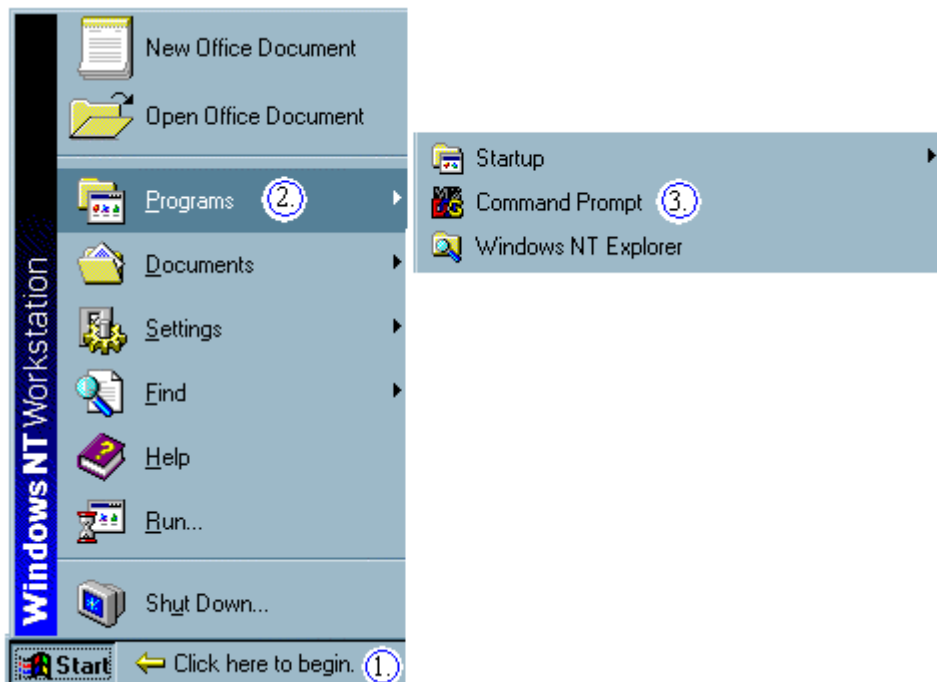 New Office Document
Open Office Document
Programs 2.
Documents
Settings
Find
Help
Run...
Shut Down...
Windows NT Workstation
Start Click here to begin. 1.
Startup
Command Prompt 3.
Windows NT Explorer